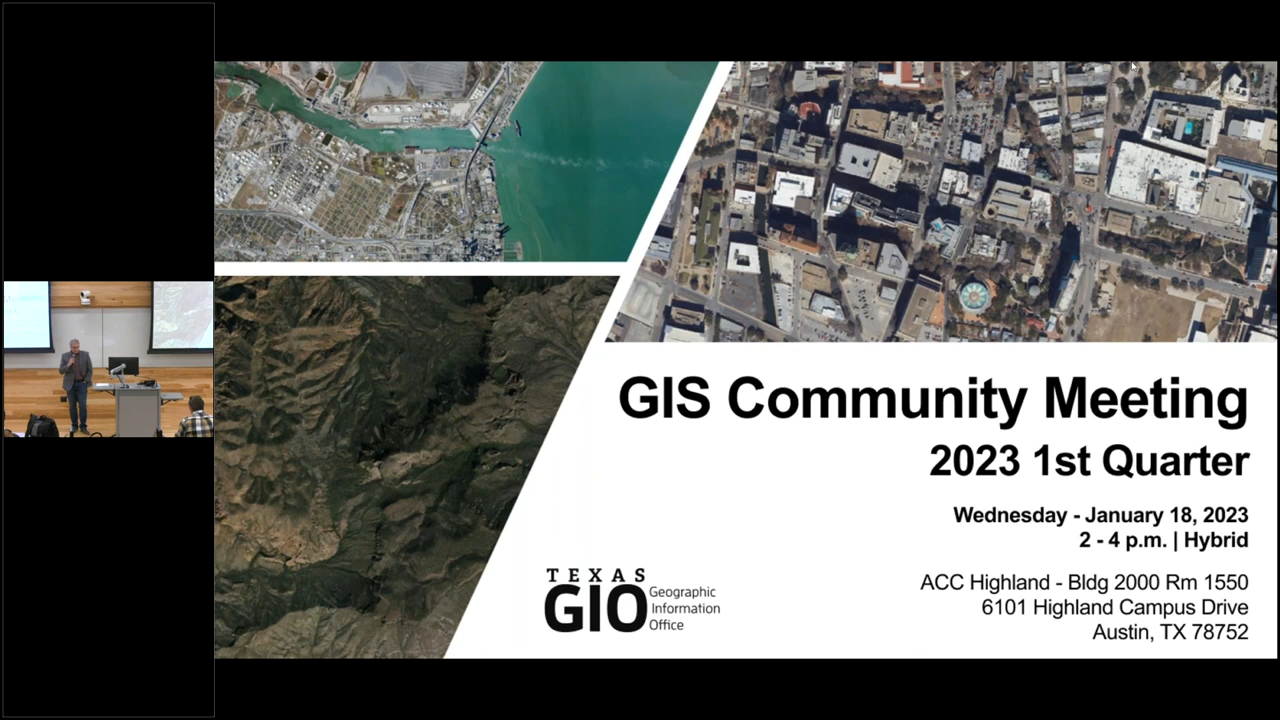 GIS Community Meeting
2023 1st Quarter
Wednesday - January 18, 2023
2 - 4 p.m. | Hybrid
ACC Highland - Bldg 2000 Rm 1550
6101 Highland Campus Drive
Austin, TX 78752
TEXAS
GIO
Geographic
Information
Office